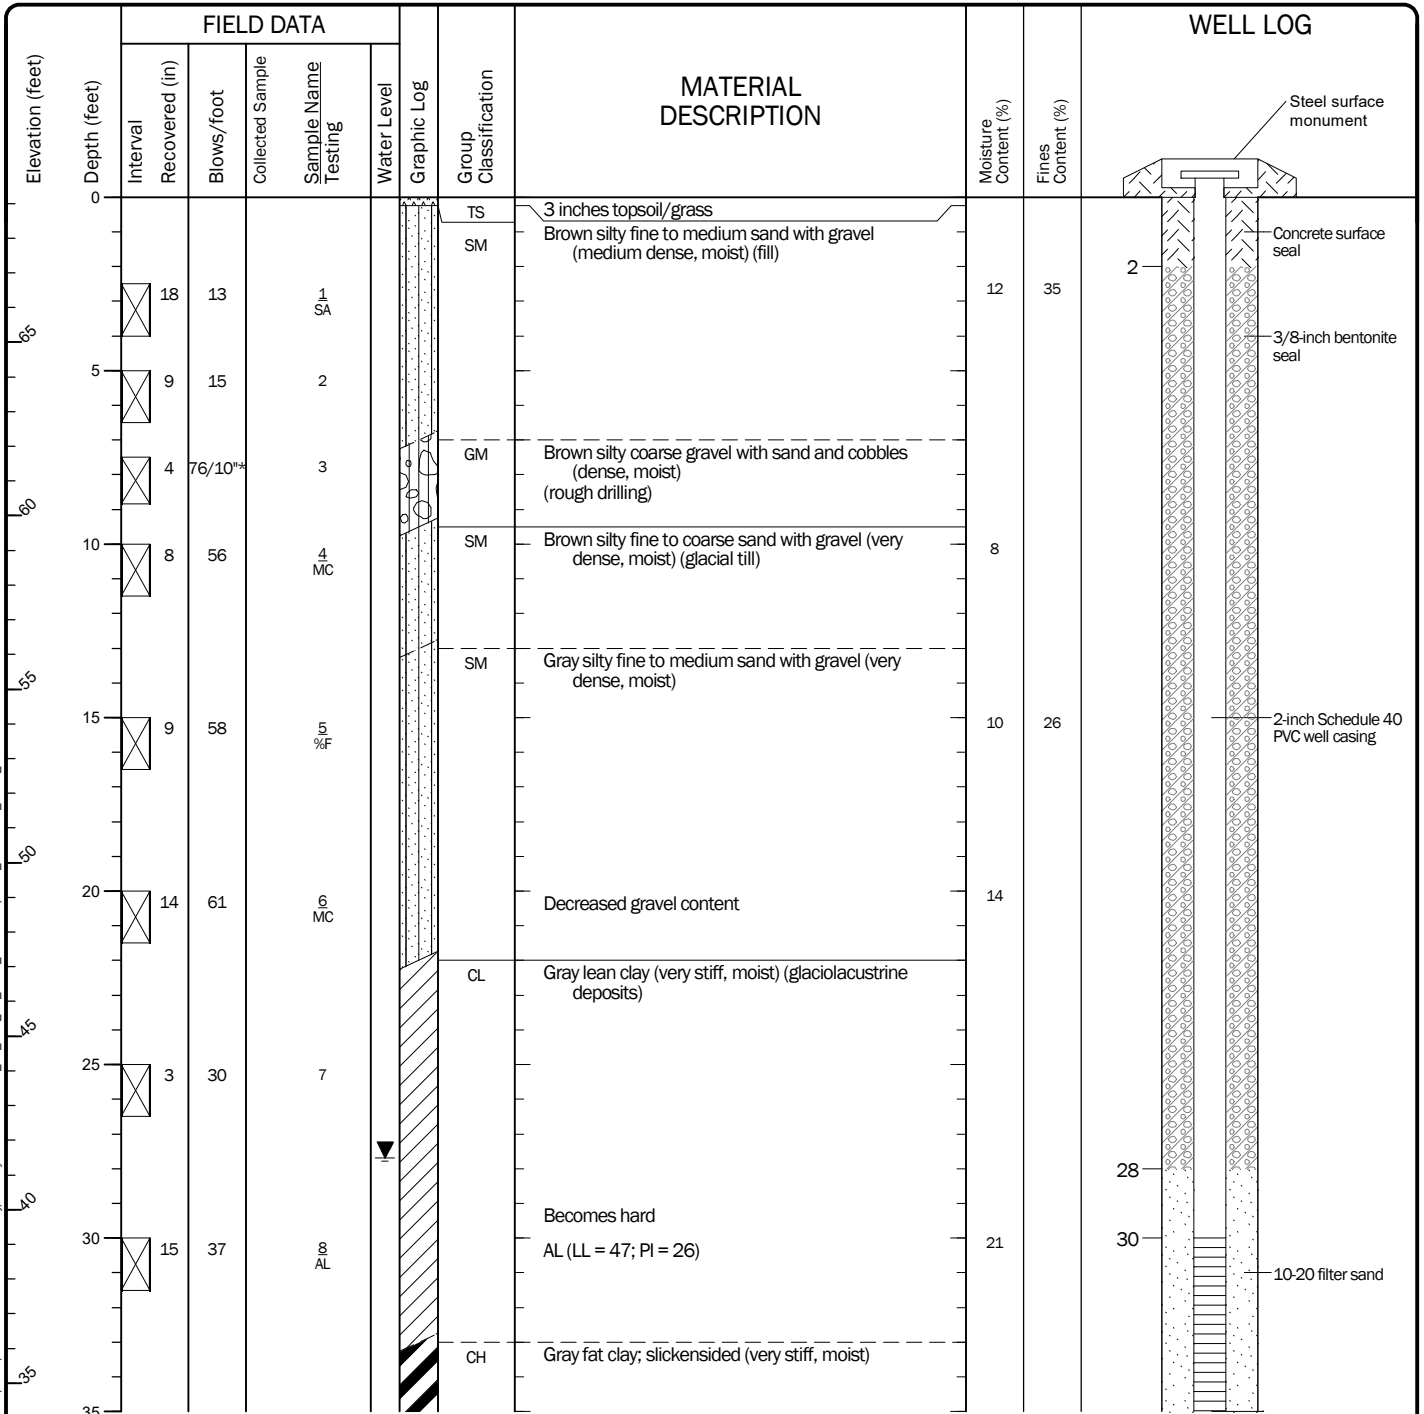 FIELD DATA
WELL LOG
Elevation (feet)
Depth (feet)
Interval
Recovered (in)
Blows/foot
Collected Sample
Sample Name
Testing
Water Level
Graphic Log
Group
Classification
MATERIAL
DESCRIPTION
Moisture
Content (%)
Fines
Content (%)
Steel surface
monument
0
TS
3 inches topsoil/grass
SM
Brown silty fine to medium sand with gravel
(medium dense, moist) (fill)
Concrete surface
seal
2
18
13
1
SA
12
35
65
3/8-inch bentonite
seal
5
9
15
2
GM
Brown silty coarse gravel with sand and cobbles
(dense, moist)
(rough drilling)
4
76/10"*
3
60
SM
Brown silty fine to coarse sand with gravel (very
dense, moist) (glacial till)
10
8
56
4
MC
8
SM
Gray silty fine to medium sand with gravel (very
dense, moist)
55
15
9
58
5
%F
10
26
2-inch Schedule 40
PVC well casing
50
20
14
61
6
MC
Decreased gravel content
14
CL
Gray lean clay (very stiff, moist) (glaciolacustrine
deposits)
45
25
3
30
7
28
40
Becomes hard
30
15
37
8
AL
AL (LL = 47; PI = 26)
21
30
10-20 filter sand
CH
Gray fat clay; slickensided (very stiff, moist)
35
35